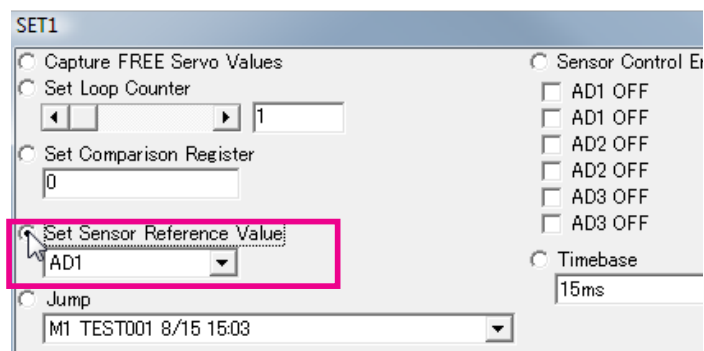 SET1
Capture FREE Servo Values
Set Loop Counter
1
Set Comparison Register
0
Set Sensor Reference Value
AD1
Jump
M1 TEST001 8/15 15:03
Sensor Control
AD1 OFF
AD1 OFF
AD2 OFF
AD2 OFF
AD3 OFF
AD3 OFF
Timebase
15ms